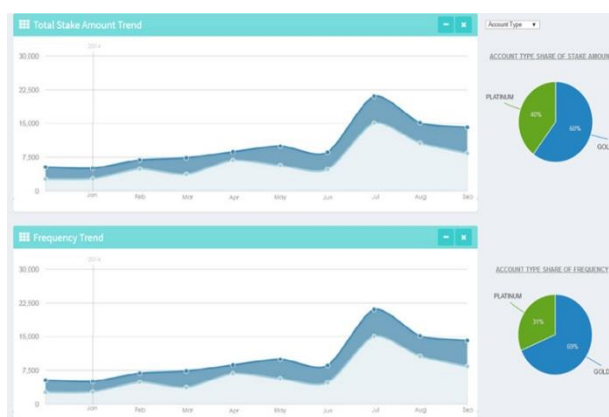 Total Stake Amount Trend
Account Type
2014
30,000
22,500
15,000
7,500
0
Jan Feb Mar Apr May Jun Jul Aug Sep
ACCOUNT TYPE SHARE OF STAKE AMOUN
PLATINUM
40%
60%
GOL
Frequency Trend
2014
30,000
22,500
15,000
7,500
0
Jan Feb Mar Apr May Jun Jul Aug Sep
ACCOUNT TYPE SHARE OF FREQUENCY
PLATINUM
31%
69%
GOLD